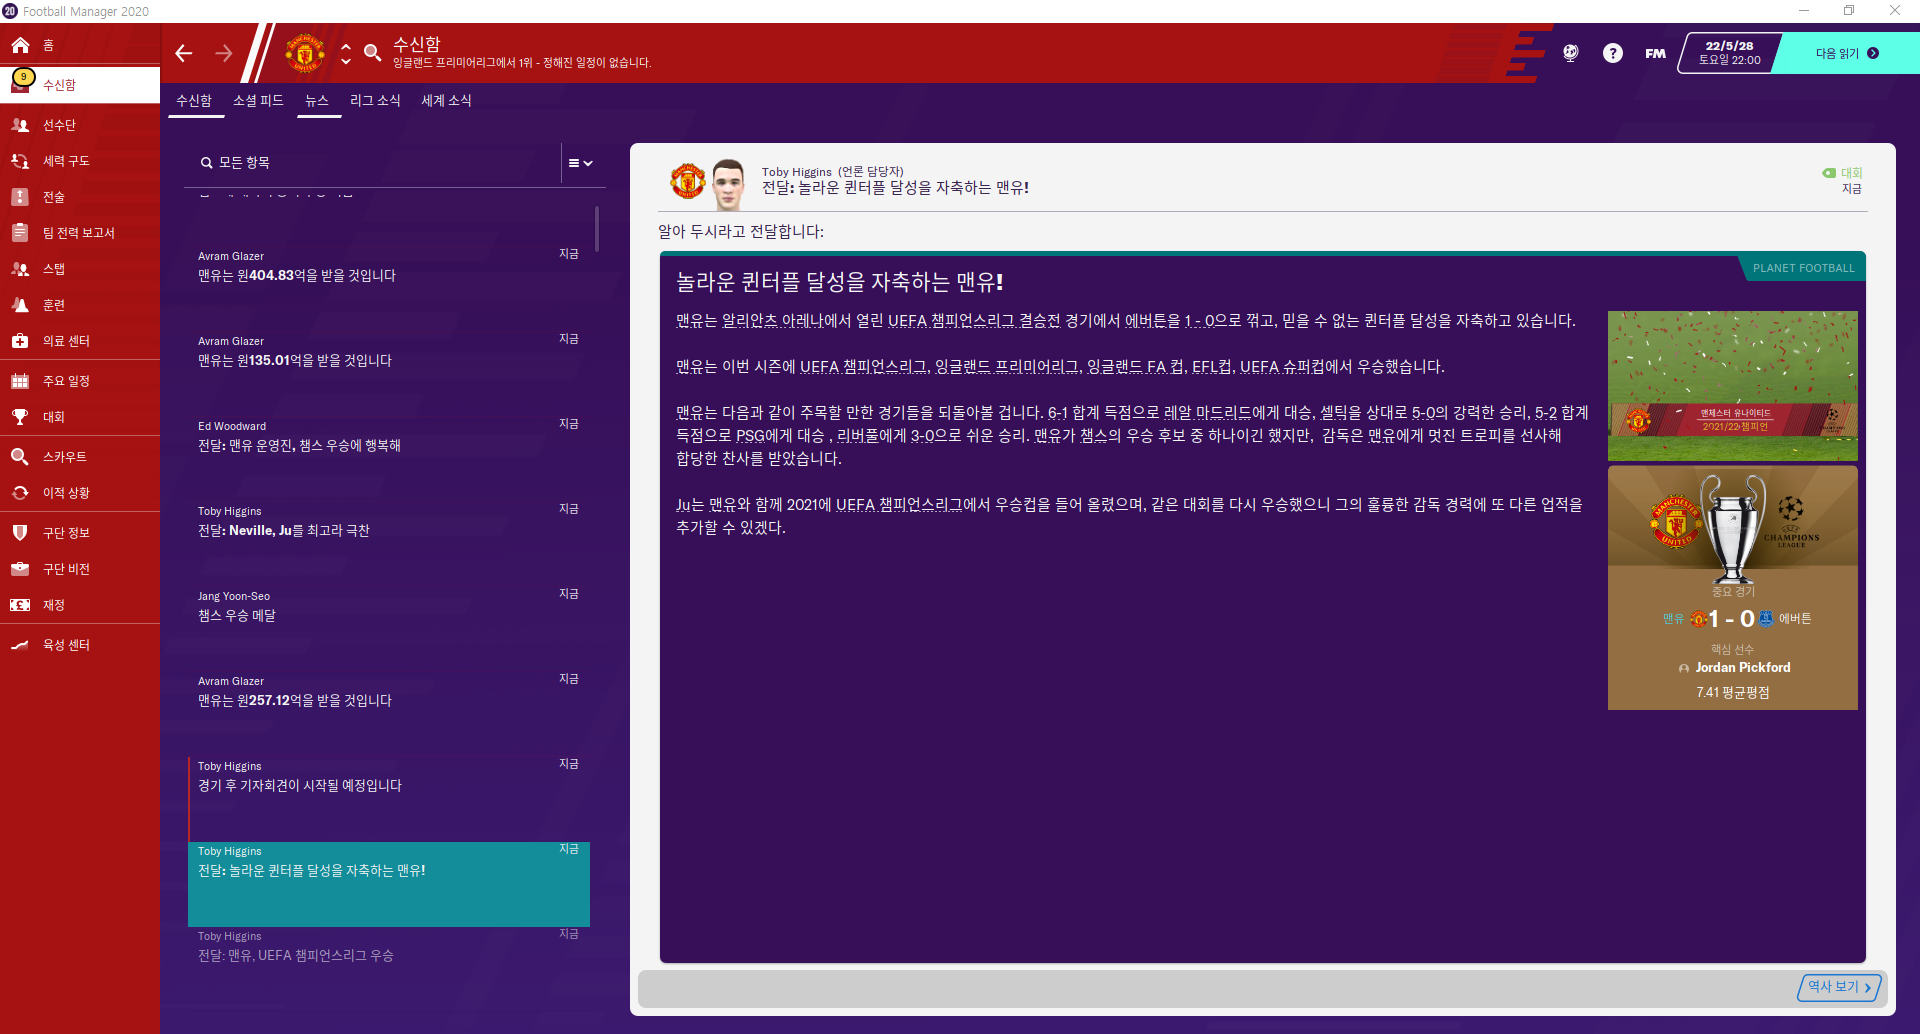 Football Manager 2020
홈
9
수신함
선수단
세력 구도
전술
팀 전력 보고서
스탭
훈련
의료 센터
주요 일정
대회
스카우트
이적 상황
구단 정보
구단 비전
재정
육성 센터
수신함
잉글랜드 프리미어리그에서 1위 - 정해진 일정이 없습니다.
?
FM
22/5/28
토요일 22:00
다음 읽기
수신함 소셜 피드 뉴스 리그 소식 세계 소식
모든 항목
Avram Glazer 지금
맨유는 원404.83억을 받을 것입니다
Avram Glazer 지금
맨유는 원135.01억을 받을 것입니다
Ed Woodward 지금
전달: 맨유 운영진, 챔스 우승에 행복해
Toby Higgins 지금
전달: Neville, Ju를 최고라 극찬
Jang Yoon-Seo 지금
챔스 우승 메달
Avram Glazer 지금
맨유는 원257.12억을 받을 것입니다
Toby Higgins 지금
경기 후 기자회견이 시작될 예정입니다
Toby Higgins 지금
전달: 놀라운 퀸터플 달성을 자축하는 맨유!
Toby Higgins 지금
전달: 맨유, UEFA 챔피언스리그 우승
Toby Higgins (언론 담당자)
전달: 놀라운 퀸터플 달성을 자축하는 맨유!
대회
지금
알아 두시라고 전달합니다:
PLANET FOOTBALL
놀라운 퀸터플 달성을 자축하는 맨유!
맨유는 알리안츠 아레나에서 열린 UEFA 챔피언스리그 결승전 경기에서 에버튼을 1 - 0으로 꺾고, 믿을 수 없는 퀸터플 달성을 자축하고 있습니다.
맨유는 이번 시즌에 UEFA 챔피언스리그, 잉글랜드 프리미어리그, 잉글랜드 FA 컵, EFL컵, UEFA 슈퍼컵에서 우승했습니다.
맨유는 다음과 같이 주목할 만한 경기들을 되돌아볼 겁니다. 6-1 합계 득점으로 레알 마드리드에게 대승, 셀틱을 상대로 5-0의 강력한 승리, 5-2 합계
득점으로 PSG에게 대승 , 리버풀에게 3-0으로 쉬운 승리. 맨유가 챔스의 우승 후보 중 하나이긴 했지만, 감독은 맨유에게 멋진 트로피를 선사해
합당한 찬사를 받았습니다.
Ju는 맨유와 함께 2021에 UEFA 챔피언스리그에서 우승컵을 들어 올렸으며, 같은 대회를 다시 우승했으니 그의 훌륭한 감독 경력에 또 다른 업적을
추가할 수 있겠다.
맨체스터 유나이티드
2021/22챔피언
MANCHESTER
UNITED
UEFA
CHAMPIONS
LEAGUE
중요 경기
맨유 1 - 0 에버튼
핵심 선수
Jordan Pickford
7.41 평균평점
역사 보기